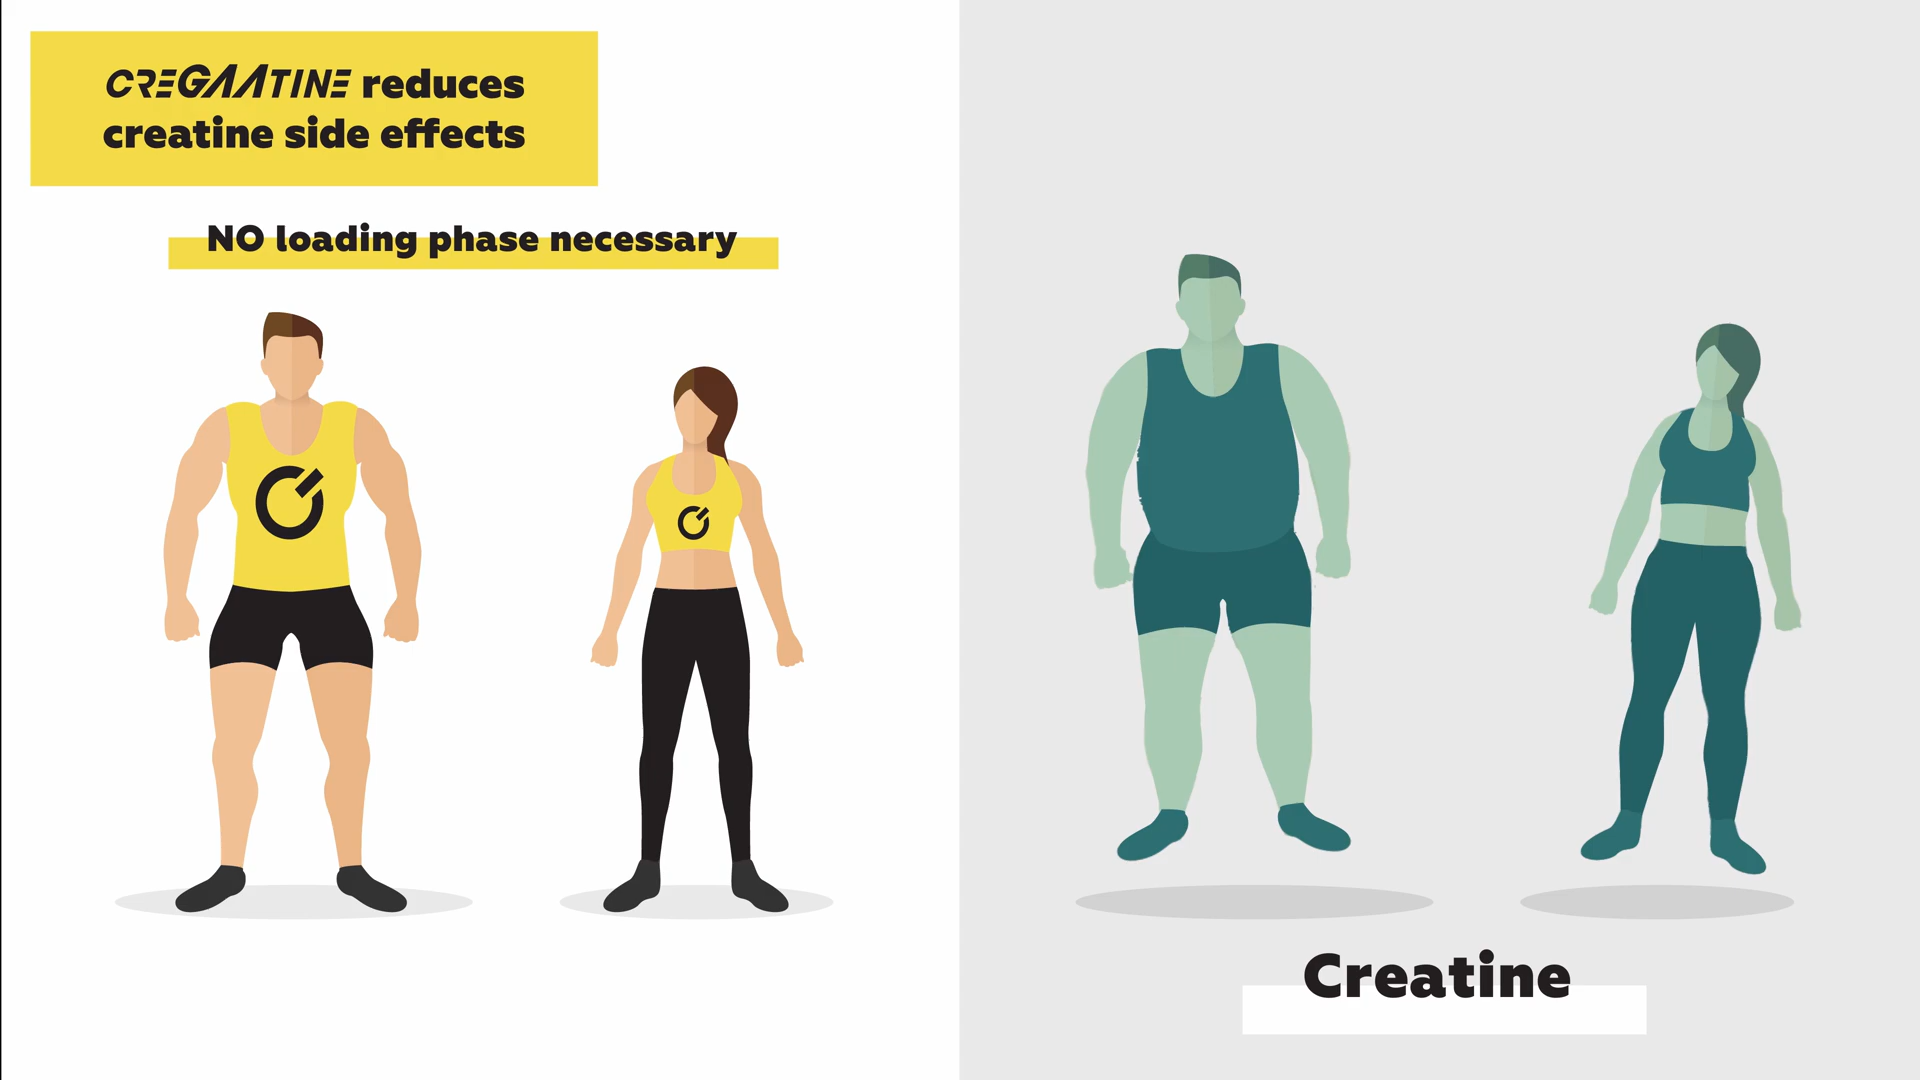 CREGAATINE reduces
creatine side effects
NO loading phase necessary
Creatine